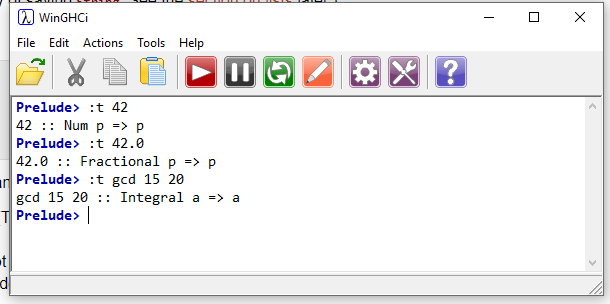 WinGHCi
File Edit Actions Tools Help
Prelude> :t 42
42 :: Num p => p
Prelude> :t 42.0
42.0 :: Fractional p => p
Prelude> :t gcd 15 20
gcd 15 20 :: Integral a => a
Prelude>